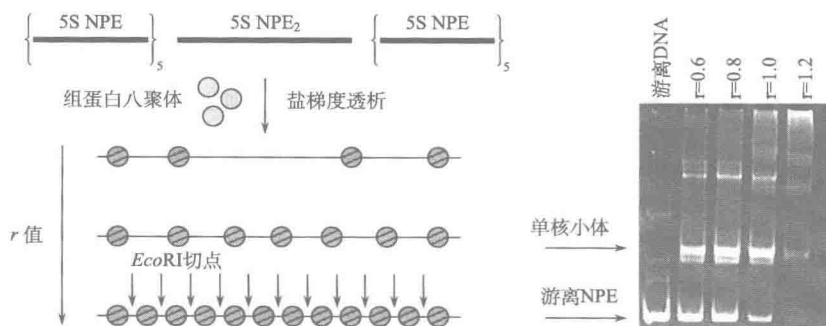 5S NPE
5
5S NPE₂
5S NPE
5
组蛋白八聚体
盐梯度透析
r 值
EcoRI切点
游离DNA
r=0.6
r=0.8
r=1.0
r=1.2
单核小体
游离NPE